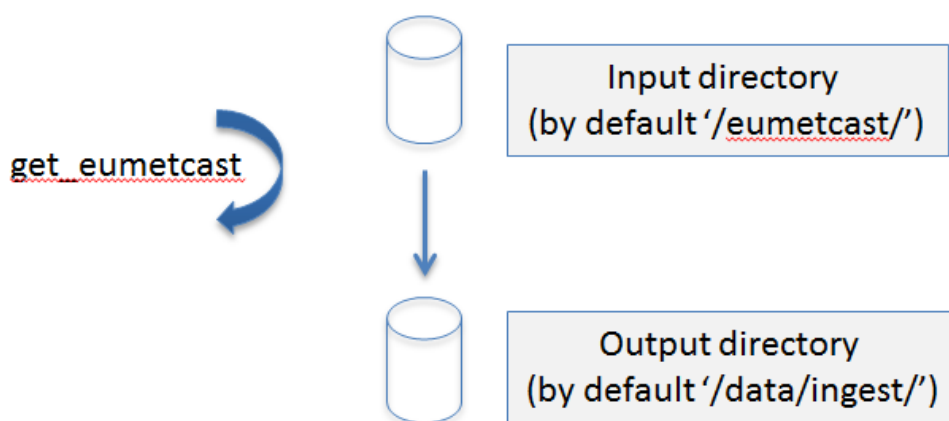 Input directory
(by default ‘/eumetcast/’)
get_eumetcast
Output directory
(by default ‘/data/ingest/’)